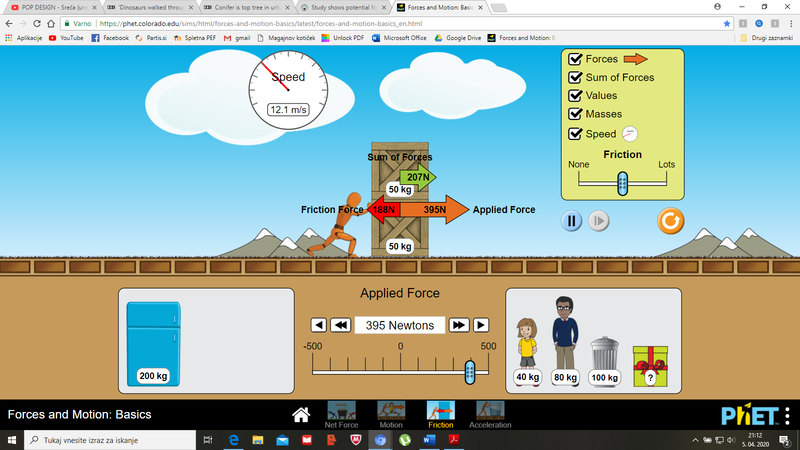 POP DESIGN - Sreča (uni
'Dinosaurs walked throu
Conifer is top tree in urb
Study shows potential fo
Forces and Motion: Basic
Varno
https://phet.colorado.edu/sims/html/forces-and-motion-basics/latest/forces-and-motion-basics_en.html
Aplikacije
YouTube
Facebook
Partis.si
Spletna PEF
gmail
Magajnov kotiček
Unlock PDF
Microsoft Office
Google Drive
Forces and Motion: B
Drugi zaznamki
Speed
12.1 m/s
Forces
Sum of Forces
Values
Masses
Speed
Friction
None
Lots
Sum of Forces
207N
50 kg
Friction Force
188N
395N
Applied Force
50 kg
Applied Force
395 Newtons
-500
0
500
200 kg
40 kg
80 kg
100 kg
?
Forces and Motion: Basics
Net Force
Motion
Friction
Acceleration
PhET
Tukaj vnesite izraz za iskanje
21:12
5. 04. 2020